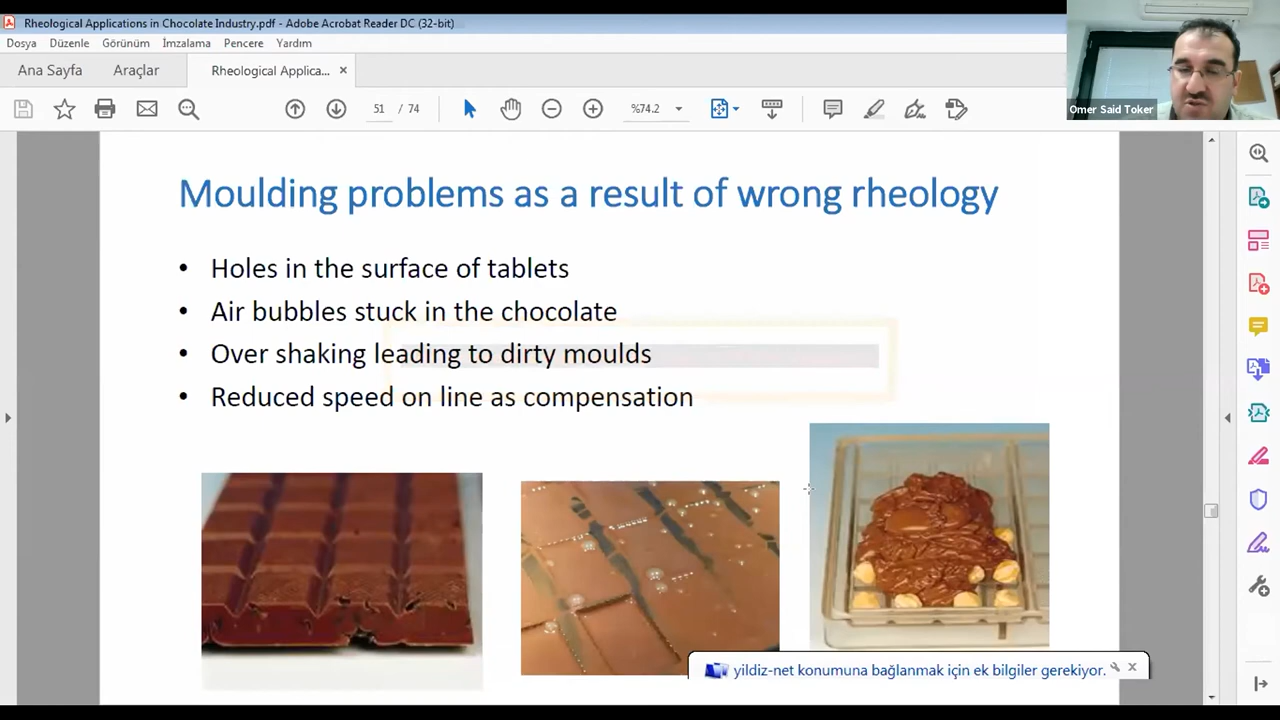 Rheological Applications in Chocolate Industry.pdf - Adobe Acrobat Reader DC (32-bit)
Dosya Düzenle Görünüm İmzalama Pencere Yardım
Ana Sayfa Araçlar Rheological Applica... ×
51 / 74 %74.2
Omer Said Toker
Moulding problems as a result of wrong rheology
• Holes in the surface of tablets
• Air bubbles stuck in the chocolate
• Over shaking leading to dirty moulds
• Reduced speed on line as compensation
yildiz-net konumuna bağlanmak için ek bilgiler gerekiyor.